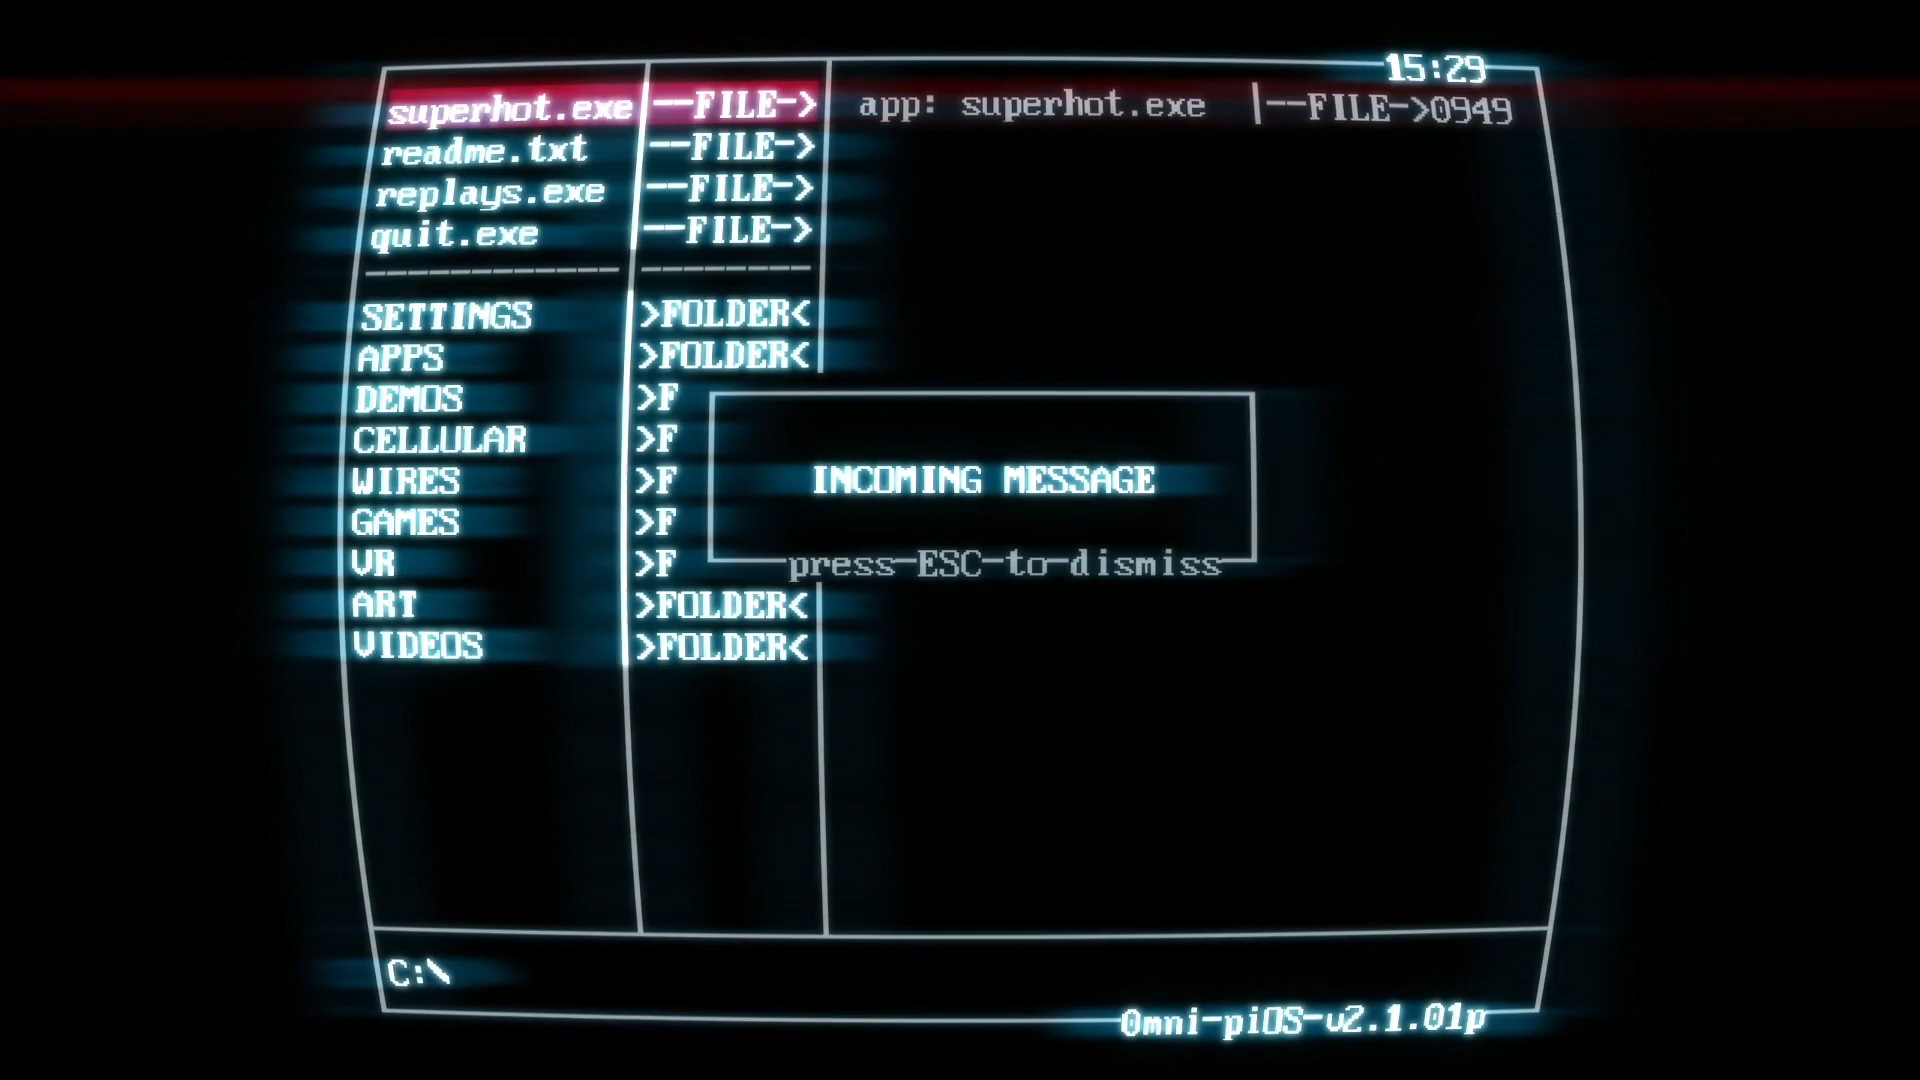 15:29
superhot.exe --FILE-> app: superhot.exe |--FILE->0949
readme.txt --FILE->
replays.exe --FILE->
quit.exe --FILE->
SETTINGS >FOLDER<
APPS >FOLDER<
DEMOS >F
CELLULAR >F
WIRES >F
GAMES >F
VR >F
ART >FOLDER<
VIDEOS >FOLDER<
INCOMING MESSAGE
press-ESC-to-dismiss
C:\
0mni-piOS-v2.1.01p